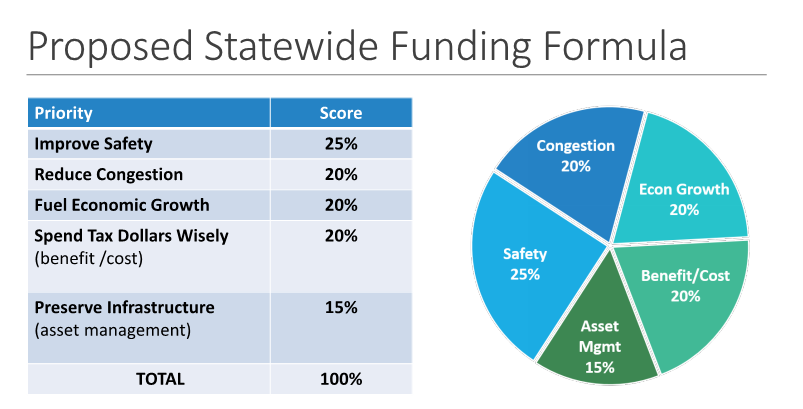 Proposed Statewide Funding Formula
Priority Score
Improve Safety 25%
Reduce Congestion 20%
Fuel Economic Growth 20%
Spend Tax Dollars Wisely 20%
(benefit /cost)
Preserve Infrastructure 15%
(asset management)
TOTAL 100%
Congestion
20%
Econ Growth
20%
Safety
25%
Benefit/Cost
20%
Asset
Mgmt
15%